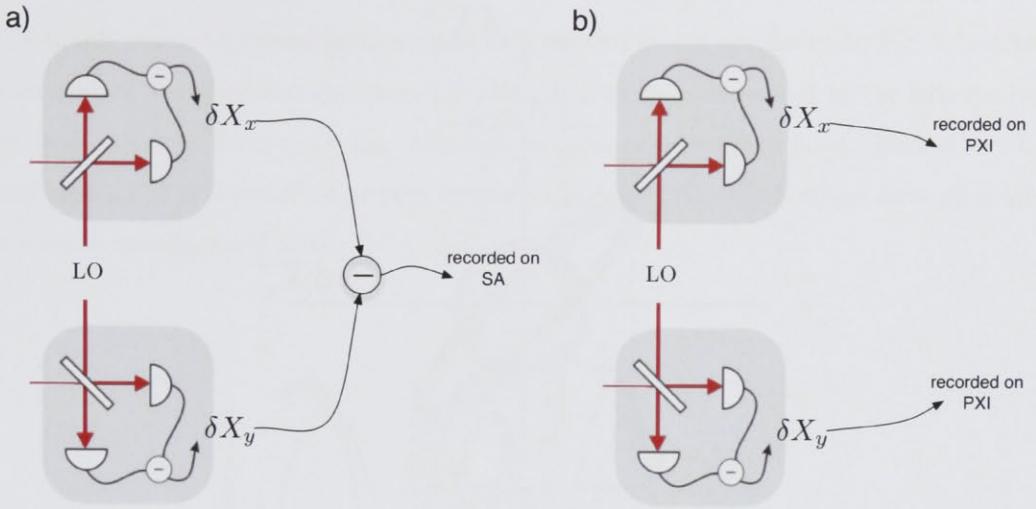 a)
−
δX_x
LO
−
recorded on
SA
δX_y
−
b)
−
δX_x
recorded on
PXI
LO
recorded on
PXI
δX_y
−